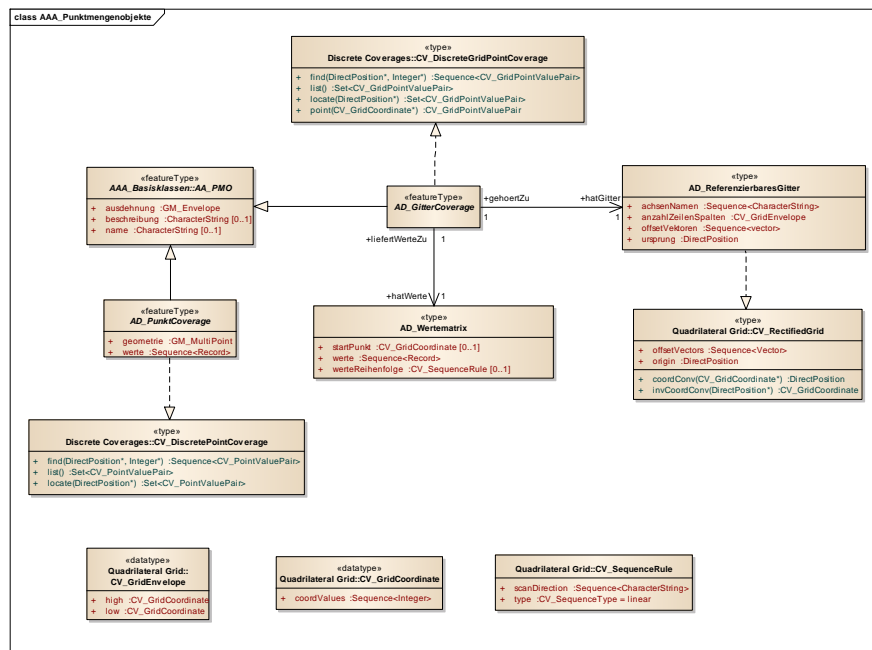 class AAA_Punktmengenobjekte
«type»
Discrete Coverages::CV_DiscreteGridPointCoverage
+ find(DirectPosition*, Integer*) :Sequence<CV_GridPointValuePair>
+ list() :Set<CV_GridPointValuePair>
+ locate(DirectPosition*) :Set<CV_GridPointValuePair>
+ point(CV_GridCoordinate*) :CV_GridPointValuePair
«featureType»
AAA_Basisklassen::AA_PMO
+ ausdehnung :GM_Envelope
+ beschreibung :CharacterString [0..1]
+ name :CharacterString [0..1]
«featureType»
AD_GitterCoverage
+gehoertZu
1
+hatGitter
1
«type»
AD_ReferenzierbaresGitter
+ achsenNamen :Sequence<CharacterString>
+ anzahlZeilenSpalten :CV_GridEnvelope
+ offsetVektoren :Sequence<vector>
+ ursprung :DirectPosition
+liefertWerteZu
1
+hatWerte
1
«featureType»
AD_PunktCoverage
+ geometrie :GM_MultiPoint
+ werte :Sequence<Record>
«type»
AD_Wertematrix
+ startPunkt :CV_GridCoordinate [0..1]
+ werte :Sequence<Record>
+ werteReihenfolge :CV_SequenceRule [0..1]
«type»
Quadrilateral Grid::CV_RectifiedGrid
+ offsetVectors :Sequence<Vector>
+ origin :DirectPosition
+ coordConv(CV_GridCoordinate*) :DirectPosition
+ invCoordConv(DirectPosition*) :CV_GridCoordinate
«type»
Discrete Coverages::CV_DiscretePointCoverage
+ find(DirectPosition*, Integer*) :Sequence<CV_PointValuePair>
+ list() :Set<CV_PointValuePair>
+ locate(DirectPosition*) :Set<CV_PointValuePair>
«datatype»
Quadrilateral Grid::
CV_GridEnvelope
+ high :CV_GridCoordinate
+ low :CV_GridCoordinate
«datatype»
Quadrilateral Grid::CV_GridCoordinate
+ coordValues :Sequence<Integer>
Quadrilateral Grid::CV_SequenceRule
+ scanDirection :Sequence<CharacterString>
+ type :CV_SequenceType = linear